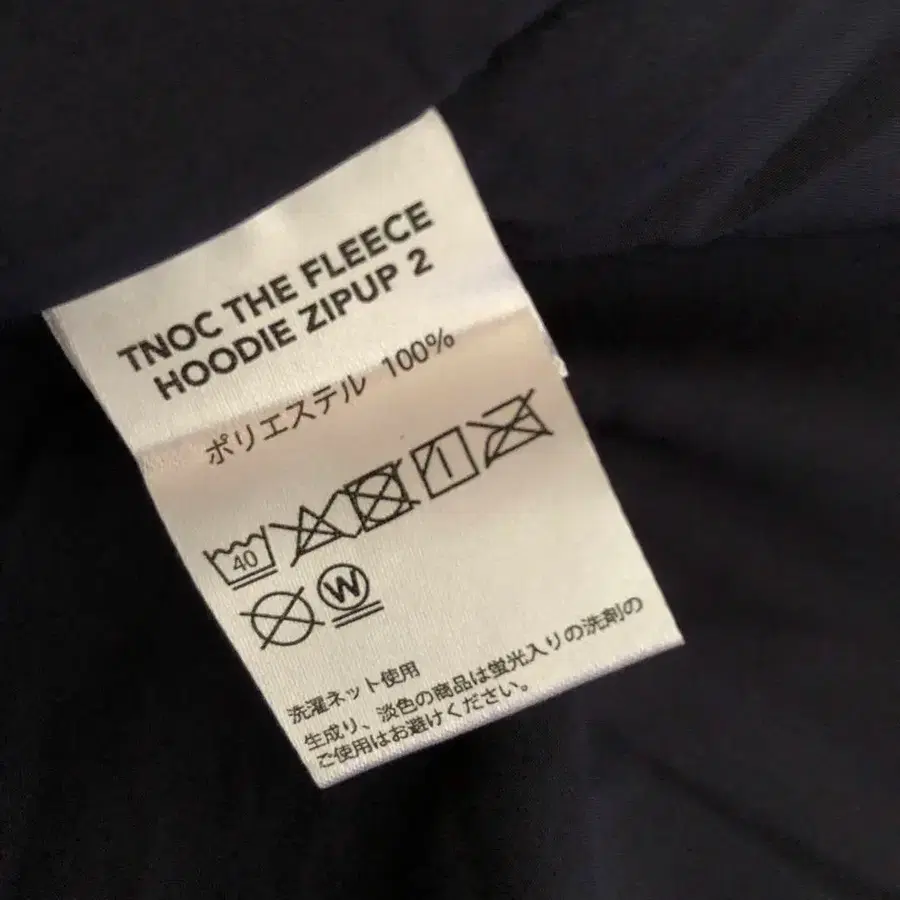 TNOC THE FLEECE
HOODIE ZIPUP 2
ポリエステル 100%
40
W
洗濯ネット使用
生成り、淡色の商品は蛍光入りの洗剤の
ご使用はお避けください。